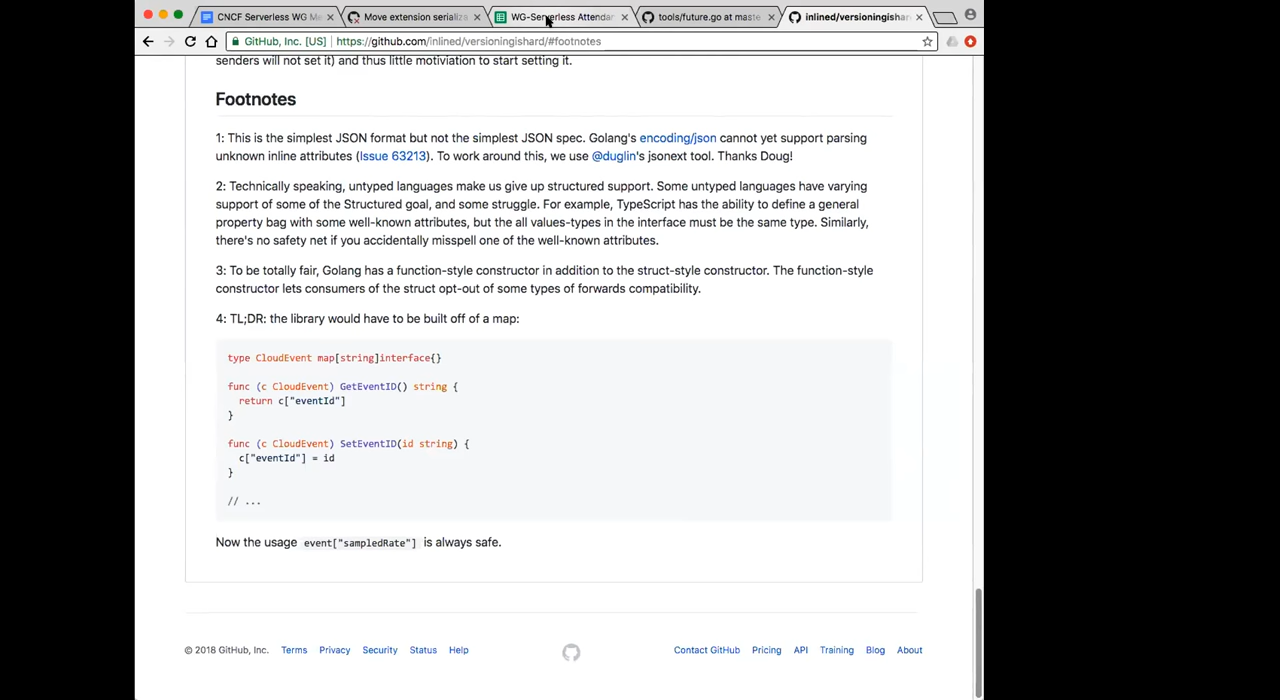 CNCF Serverless WG Me
Move extension serializa
WG-Serverless Attendan
tools/future.go at maste
inlined/versioningishard
GitHub, Inc. [US] https://github.com/inlined/versioningishard/#footnotes
senders will not set it) and thus little motiviation to start setting it.
Footnotes
1: This is the simplest JSON format but not the simplest JSON spec. Golang's encoding/json cannot yet support parsing
unknown inline attributes (Issue 63213). To work around this, we use @duglin's jsonext tool. Thanks Doug!
2: Technically speaking, untyped languages make us give up structured support. Some untyped languages have varying
support of some of the Structured goal, and some struggle. For example, TypeScript has the ability to define a general
property bag with some well-known attributes, but the all values-types in the interface must be the same type. Similarly,
there's no safety net if you accidentally misspell one of the well-known attributes.
3: To be totally fair, Golang has a function-style constructor in addition to the struct-style constructor. The function-style
constructor lets consumers of the struct opt-out of some types of forwards compatibility.
4: TL;DR: the library would have to be built off of a map:
type CloudEvent map[string]interface{}
func (c CloudEvent) GetEventID() string {
return c["eventId"]
}
func (c CloudEvent) SetEventID(id string) {
c["eventId"] = id
}
// ...
Now the usage event["sampledRate"] is always safe.
© 2018 GitHub, Inc. Terms Privacy Security Status Help
Contact GitHub Pricing API Training Blog About